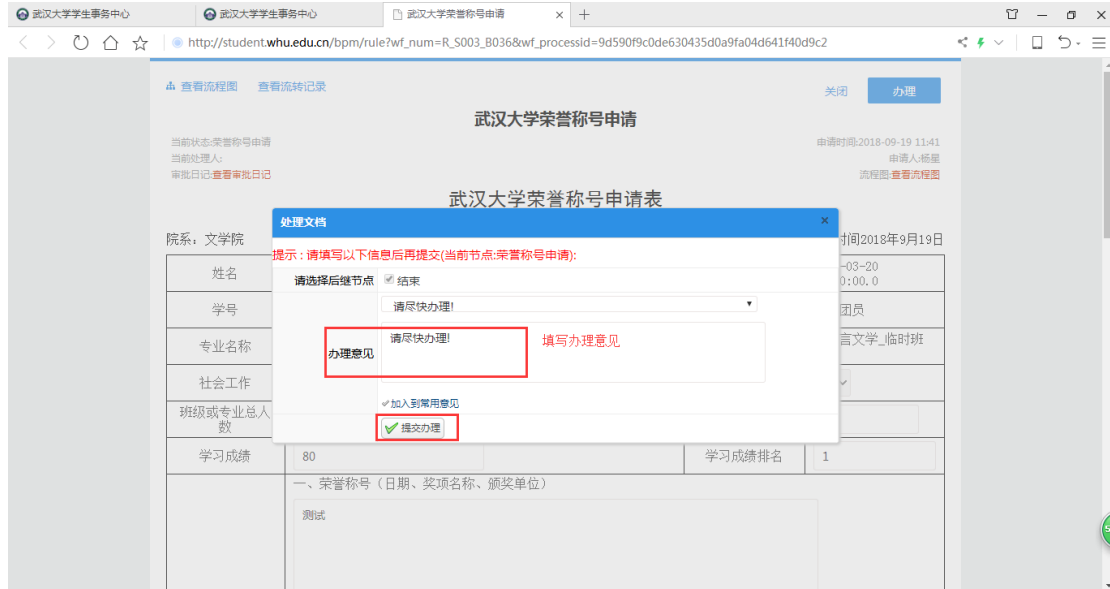 武汉大学学生事务中心 武汉大学学生事务中心 武汉大学荣誉称号申请 × +
http://student.whu.edu.cn/bpm/rule?wf_num=R_S003_B036&wf_processid=9d590f9c0de630435d0a9fa04d641f40d9c2
查看流程图 查看流转记录 关闭 办理
武汉大学荣誉称号申请
当前状态:荣誉称号申请 申请时间:2018-09-19 11:41
当前处理人: 申请人:杨星
审批日记:查看审批日记 流程图:查看流程图
武汉大学荣誉称号申请表
处理文档 ×
院系：文学院 时间2018年9月19日
提示 : 请填写以下信息后再提交(当前节点:荣誉称号申请):
姓名 -03-20
0:00.0
请选择后继节点 结束
学号 请尽快办理! 团员
专业名称 办理意见 请尽快办理! 填写办理意见 言文学_临时班
社会工作
加入到常用意见
班级或专业总人
数
提交办理
学习成绩 80 学习成绩排名 1
一、荣誉称号（日期、奖项名称、颁奖单位）
测试